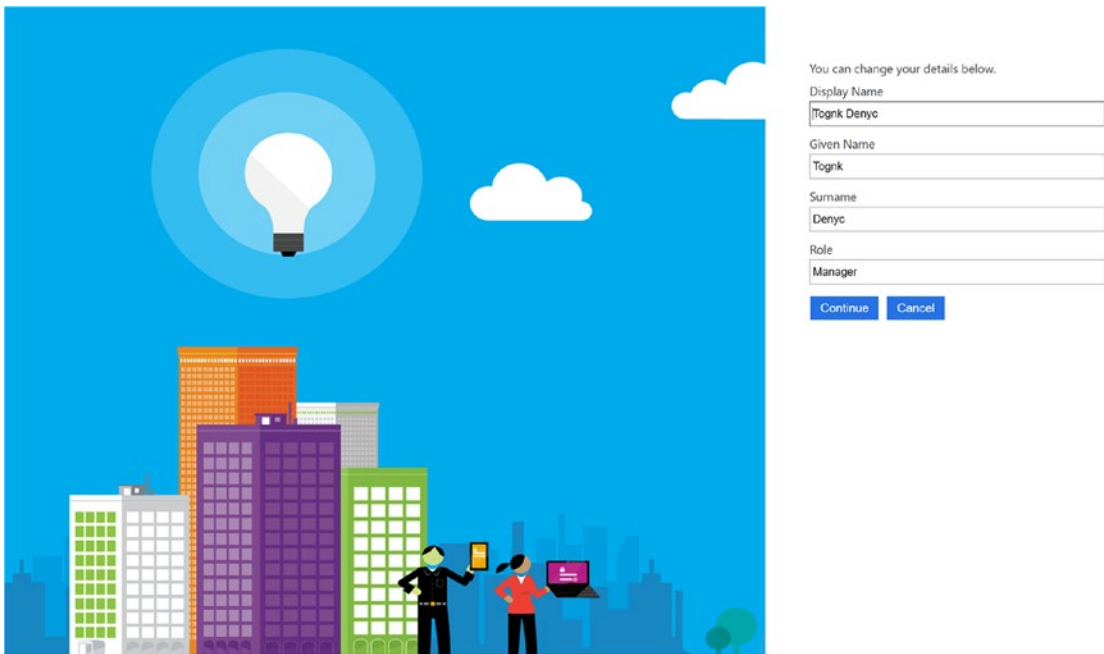 You can change your details below.
Display Name
Tognk Denyc
Given Name
Tognk
Surname
Denyc
Role
Manager
Continue Cancel